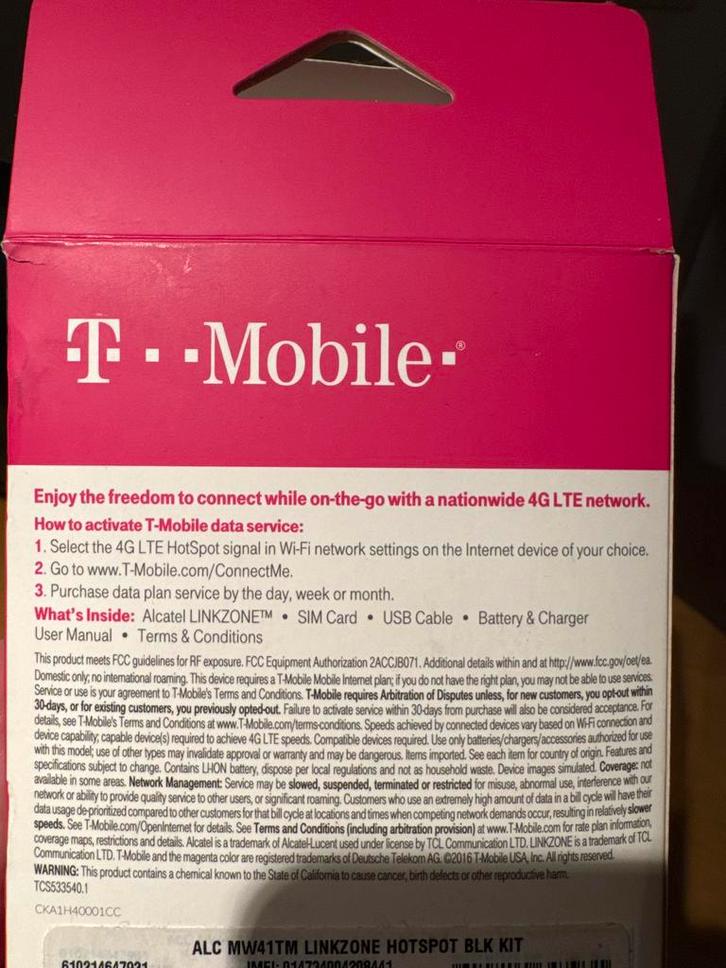 T··Mobile·®
Enjoy the freedom to connect while on-the-go with a nationwide 4G LTE network.
How to activate T-Mobile data service:
1. Select the 4G LTE HotSpot signal in Wi-Fi network settings on the Internet device of your choice.
2. Go to www.T-Mobile.com/ConnectMe.
3. Purchase data plan service by the day, week or month.
What's Inside: Alcatel LINKZONE™ • SIM Card • USB Cable • Battery & Charger
User Manual • Terms & Conditions
This product meets FCC guidelines for RF exposure. FCC Equipment Authorization 2ACCJB071. Additional details within and at http://www.fcc.gov/oet/ea.
Domestic only; no international roaming. This device requires a T-Mobile Mobile Internet plan; if you do not have the right plan, you may not be able to use services.
Service or use is your agreement to T-Mobile's Terms and Conditions. T-Mobile requires Arbitration of Disputes unless, for new customers, you opt-out within
30-days, or for existing customers, you previously opted-out. Failure to activate service within 30-days from purchase will also be considered acceptance. For
details, see T-Mobile's Terms and Conditions at www.T-Mobile.com/terms-conditions. Speeds achieved by connected devices vary based on Wi-Fi connection and
device capability; capable device(s) required to achieve 4G LTE speeds. Compatible devices required. Use only batteries/chargers/accessories authorized for use
with this model; use of other types may invalidate approval or warranty and may be dangerous. Items imported. See each item for country of origin. Features and
specifications subject to change. Contains LI-ION battery, dispose per local regulations and not as household waste. Device images simulated. Coverage: not
available in some areas. Network Management: Service may be slowed, suspended, terminated or restricted for misuse, abnormal use, interference with our
network or ability to provide quality service to other users, or significant roaming. Customers who use an extremely high amount of data in a bill cycle will have their
data usage de-prioritized compared to other customers for that bill cycle at locations and times when competing network demands occur, resulting in relatively slower
speeds. See T-Mobile.com/OpenInternet for details. See Terms and Conditions (including arbitration provision) at www.T-Mobile.com for rate plan information,
coverage maps, restrictions and details. Alcatel is a trademark of Alcatel-Lucent used under license by TCL Communication LTD. LINKZONE is a trademark of TCL
Communication LTD. T-Mobile and the magenta color are registered trademarks of Deutsche Telekom AG. ©2016 T-Mobile USA, Inc. All rights reserved.
WARNING: This product contains a chemical known to the State of California to cause cancer, birth defects or other reproductive harm.
TCS533540.1
CKA1H40001CC
ALC MW41TM LINKZONE HOTSPOT BLK KIT
610214647021 IMEI: